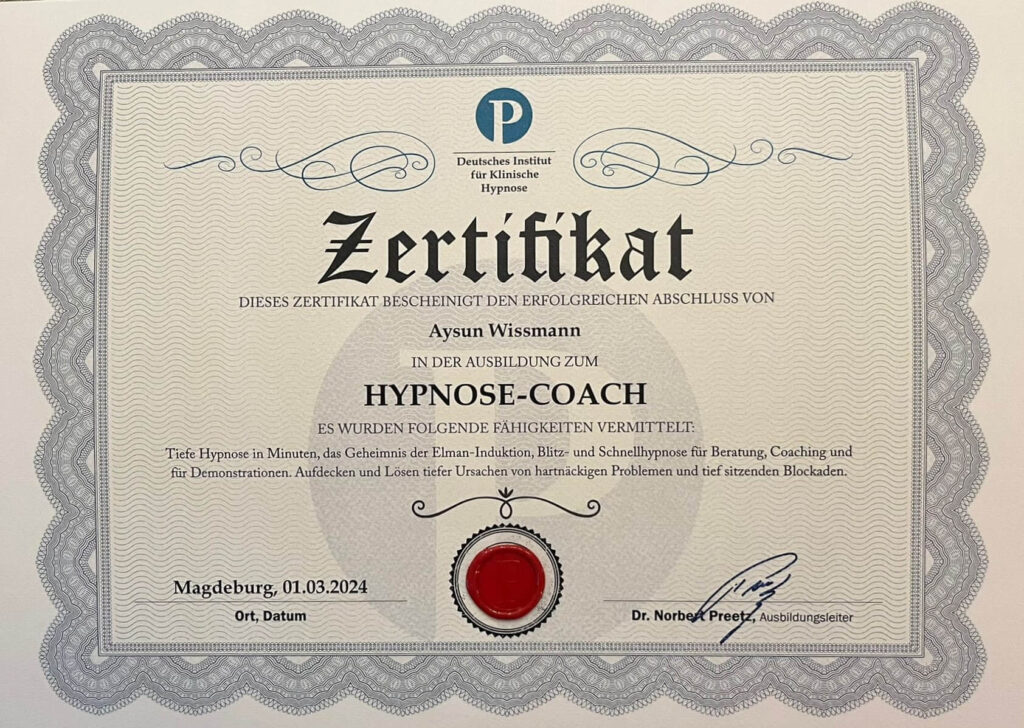 P
Deutsches Institut
für Klinische
Hypnose
Zertifikat
DIESES ZERTIFIKAT BESCHEINIGT DEN ERFOLGREICHEN ABSCHLUSS VON
Aysun Wissmann
IN DER AUSBILDUNG ZUM
HYPNOSE-COACH
ES WURDEN FOLGENDE FÄHIGKEITEN VERMITTELT:
Tiefe Hypnose in Minuten, das Geheimnis der Elman-Induktion, Blitz- und Schnellhypnose für Beratung, Coaching und
für Demonstrationen. Aufdecken und Lösen tiefer Ursachen von hartnäckigen Problemen und tief sitzenden Blockaden.
Magdeburg, 01.03.2024
Ort, Datum
Dr. Norbert Preetz, Ausbildungsleiter